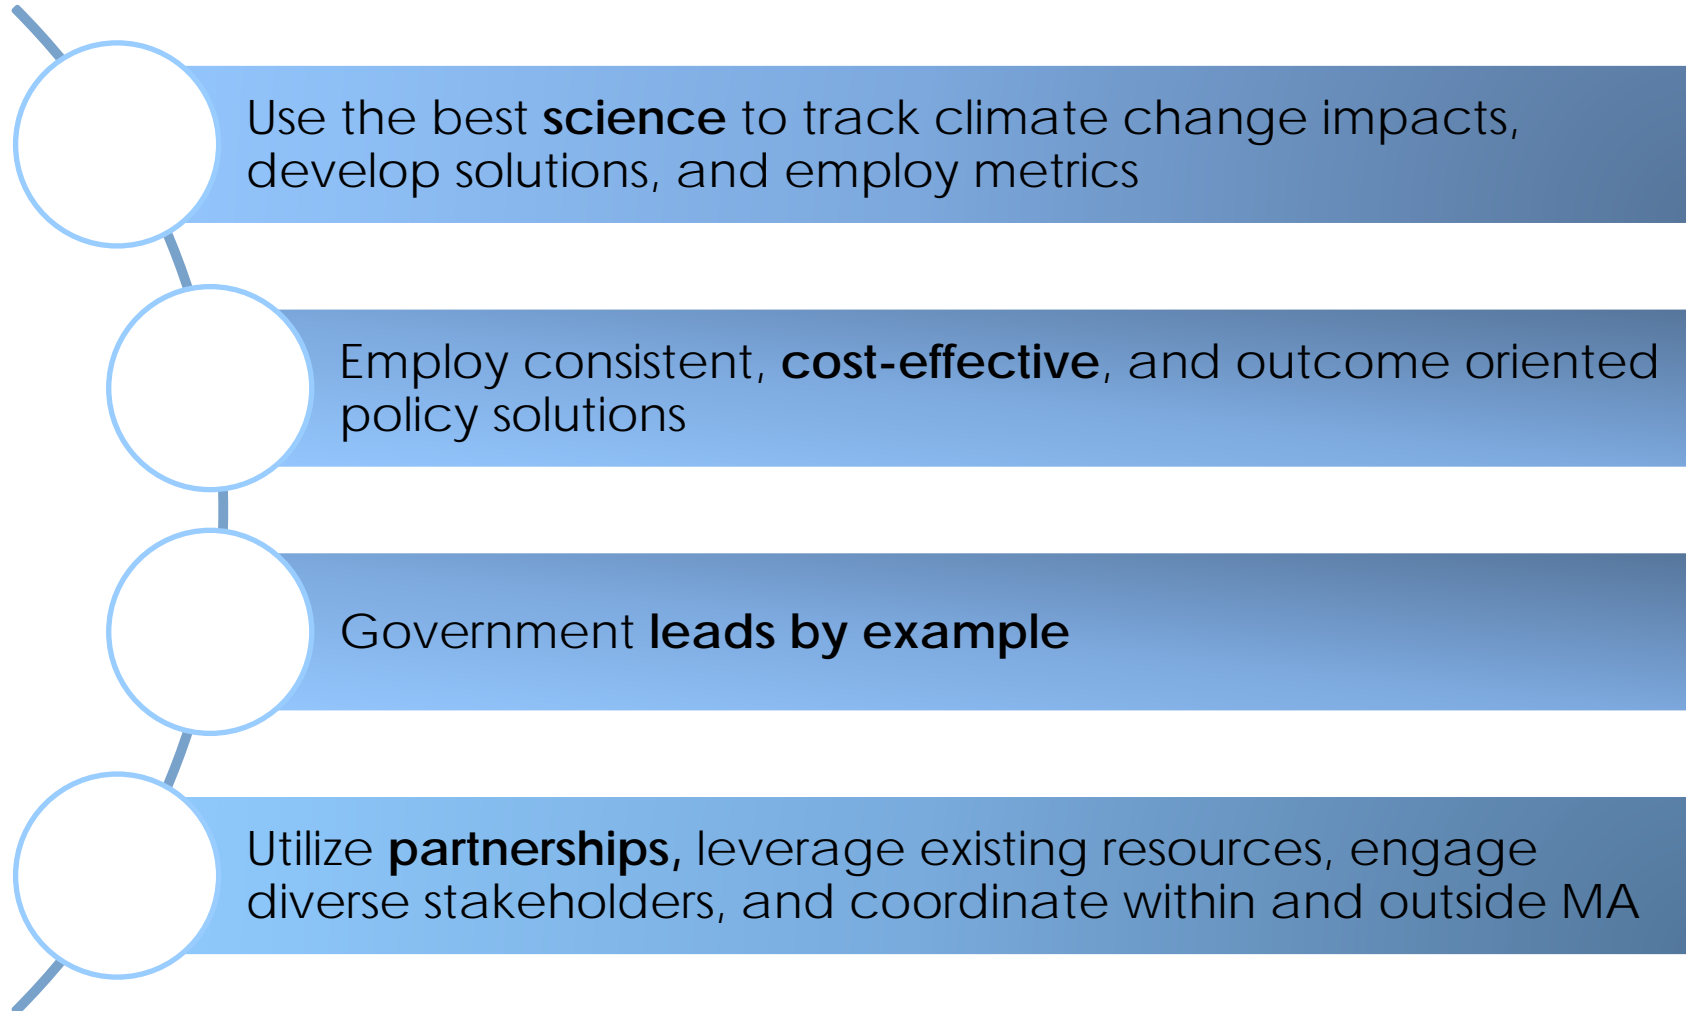 Use the best science to track climate change impacts,
develop solutions, and employ metrics
Employ consistent, cost-effective, and outcome oriented
policy solutions
Government leads by example
Utilize partnerships, leverage existing resources, engage
diverse stakeholders, and coordinate within and outside MA